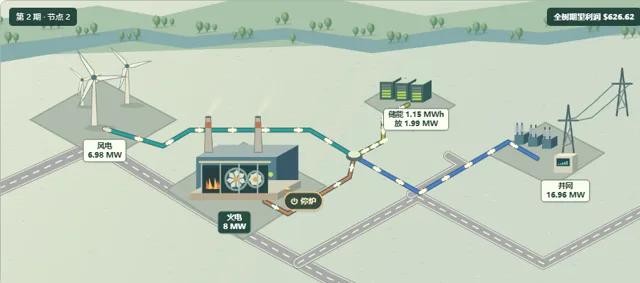 第 2 期 · 节点 2
全树期望利润 $626.62
储能 1.15 MWh
放 1.99 MW
风电
6.98 MW
并网
16.96 MW
停炉
火电
8 MW